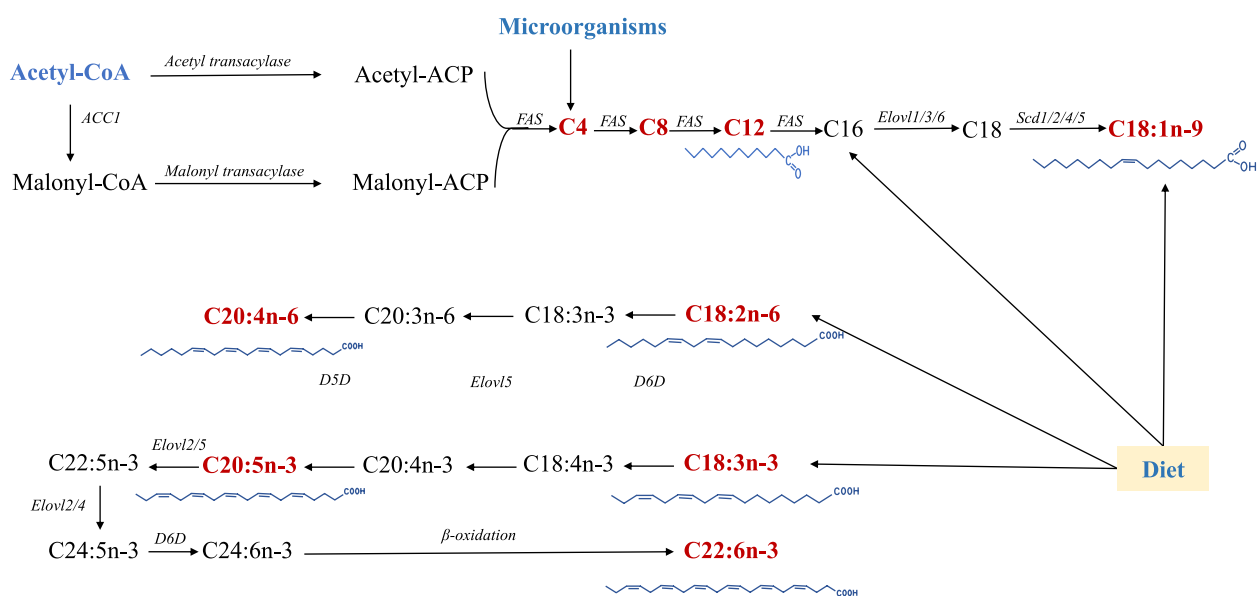 Microorganisms
Acetyl-CoA Acetyl transacylase Acetyl-ACP
ACC1 FAS C4 FAS C8 FAS C12 FAS C16 Elovl1/3/6 C18 Scd1/2/4/5 C18:1n-9
OH
O
O
OH
Malonyl-CoA Malonyl transacylase Malonyl-ACP
C20:4n-6 C20:3n-6 C18:3n-3 C18:2n-6
COOH COOH
D5D Elovl5 D6D
C22:5n-3 Elovl2/5 C20:5n-3 C20:4n-3 C18:4n-3 C18:3n-3 Diet
COOH COOH
Elovl2/4
C24:5n-3 D6D C24:6n-3 β-oxidation C22:6n-3
COOH